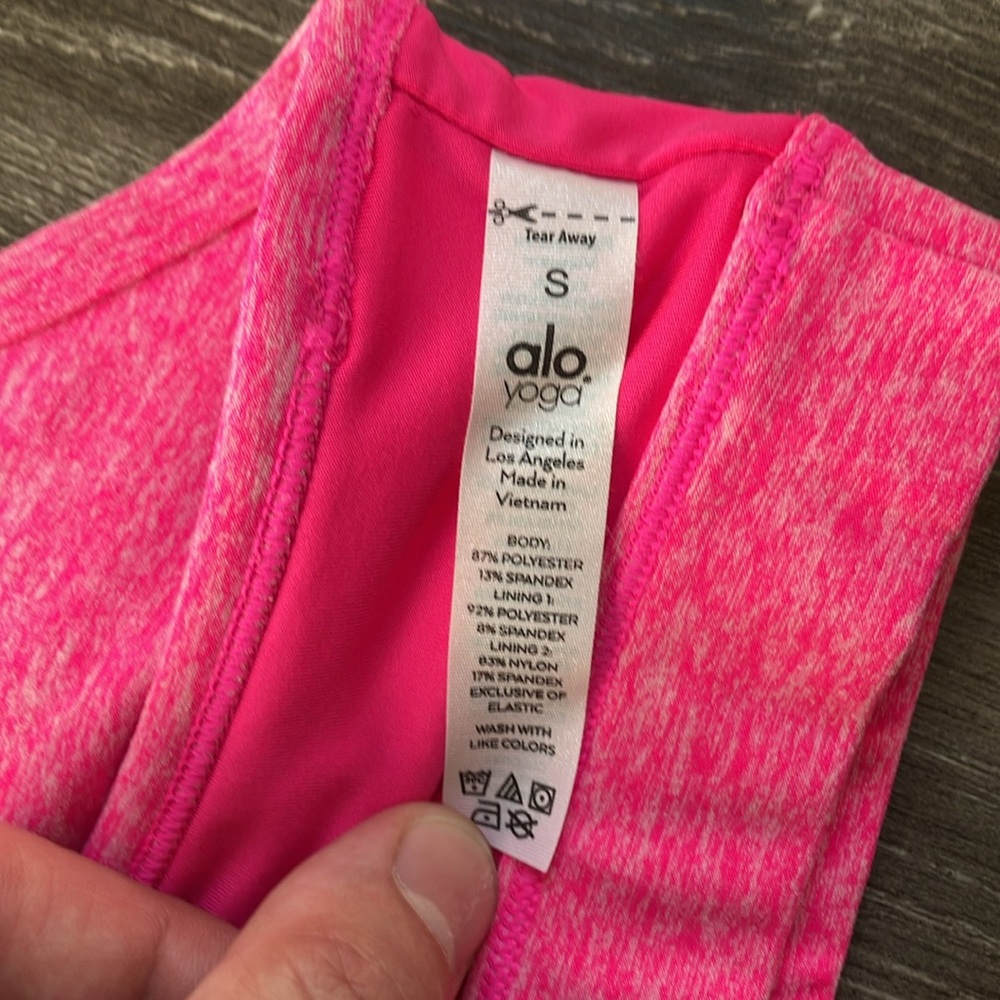 Tear Away
S
alo
yoga
Designed in
Los Angeles
Made in
Vietnam
BODY:
87% POLYESTER
13% SPANDEX
LINING 1:
92% POLYESTER
8% SPANDEX
LINING 2:
83% NYLON
17% SPANDEX
EXCLUSIVE OF
ELASTIC
WASH WITH
LIKE COLORS